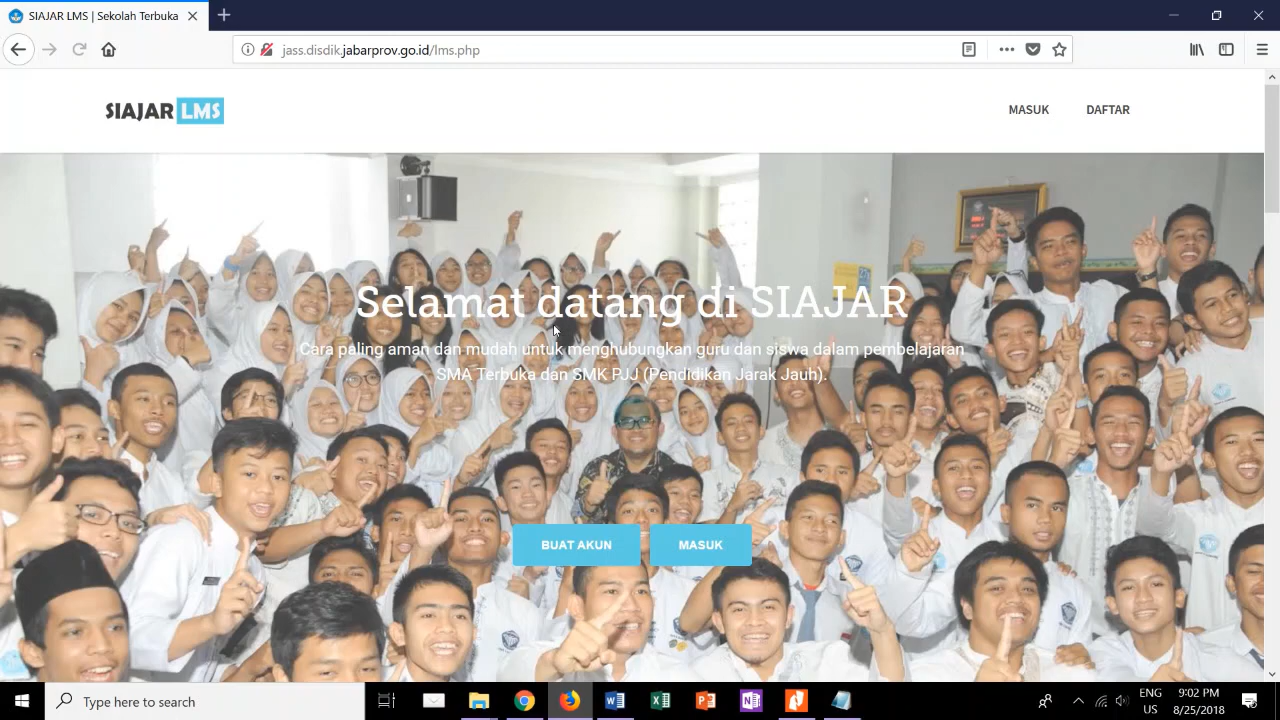 SIAJAR LMS | Sekolah Terbuka
jass.disdik.jabarprov.go.id/lms.php
SIAJAR LMS
MASUK
DAFTAR
Selamat datang di SIAJAR
Cara paling aman dan mudah untuk menghubungkan guru dan siswa dalam pembelajaran
SMA Terbuka dan SMK PJJ (Pendidikan Jarak Jauh).
BUAT AKUN
MASUK
Type here to search
ENG
US
9:02 PM
8/25/2018